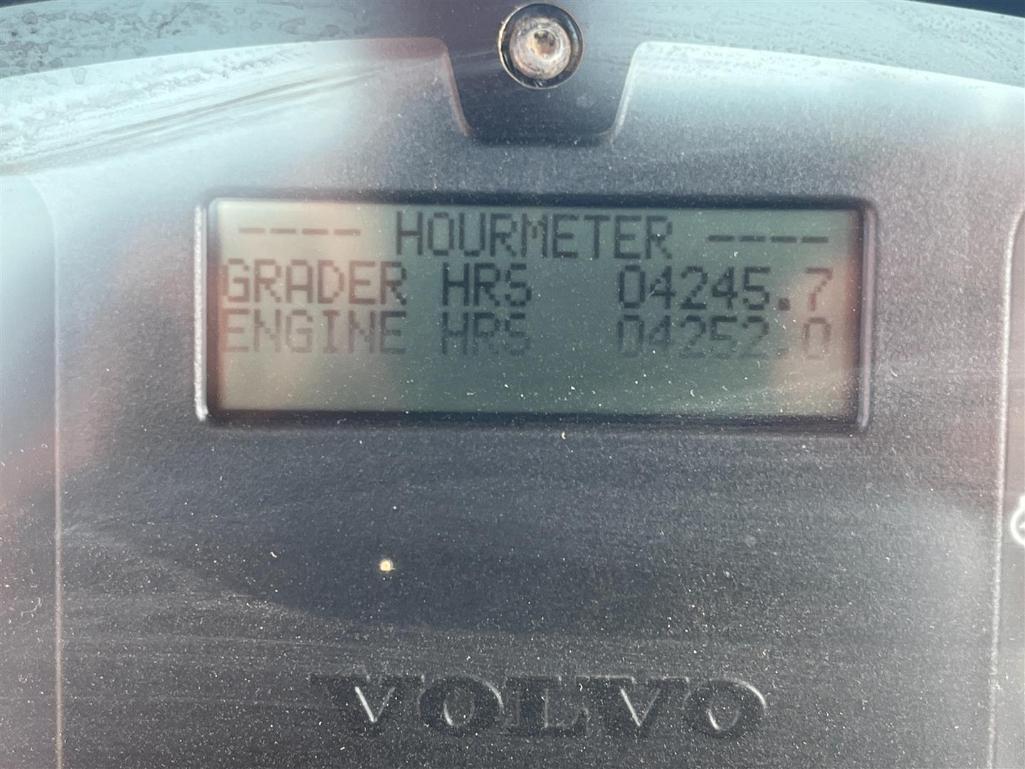 ---- HOURMETER ----
GRADER HRS 04245.7
ENGINE HRS 04252.0
VOLVO